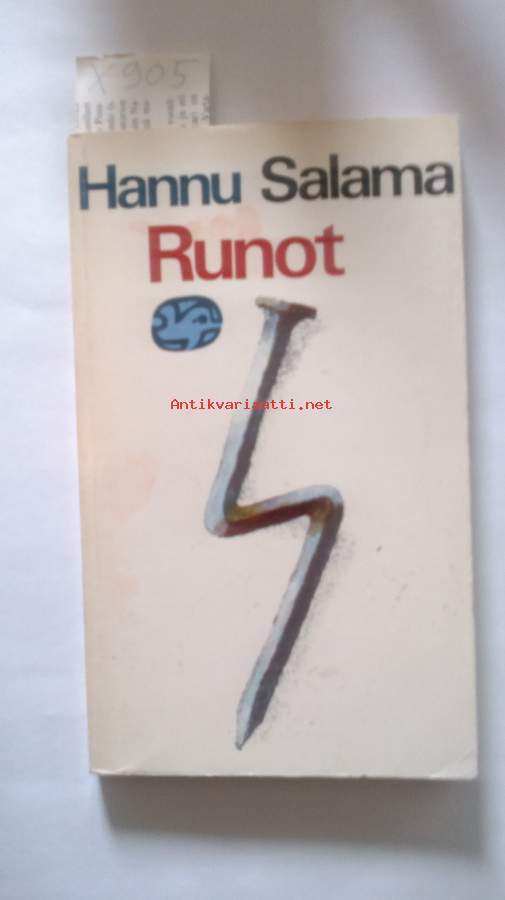 X905
Hannu Salama
Runot
Antikvariaatti.net